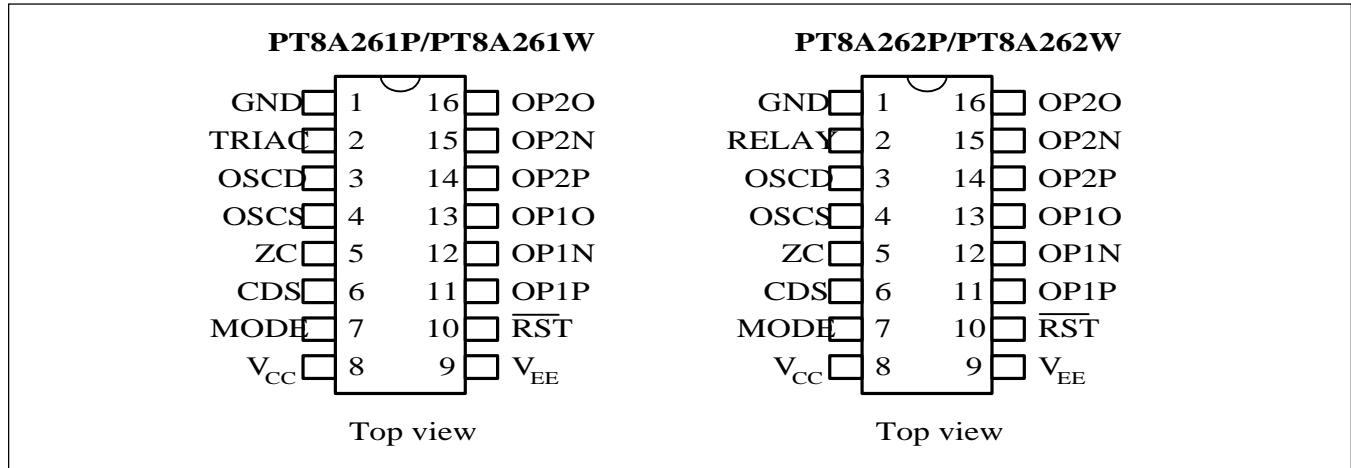 PT8A261P/PT8A261W
GND 1 16 OP2O
TRIAC 2 15 OP2N
OSCD 3 14 OP2P
OSCS 4 13 OP1O
ZC 5 12 OP1N
CDS 6 11 OP1P
MODE 7 10 RST
VCC 8 9 VEE
Top view
PT8A262P/PT8A262W
GND 1 16 OP2O
RELAY 2 15 OP2N
OSCD 3 14 OP2P
OSCS 4 13 OP1O
ZC 5 12 OP1N
CDS 6 11 OP1P
MODE 7 10 RST
VCC 8 9 VEE
Top view